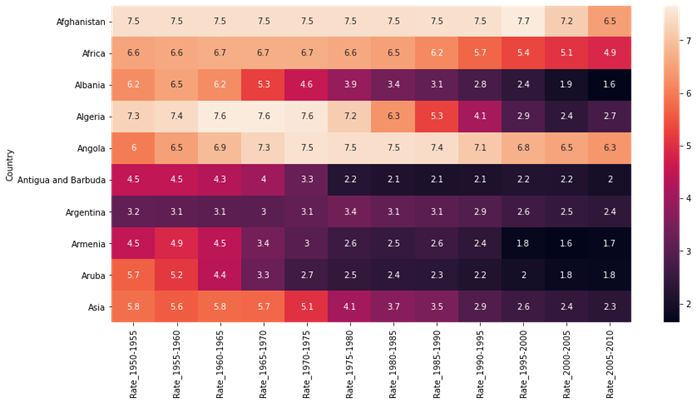 Afghanistan 7.5 7.5 7.5 7.5 7.5 7.5 7.5 7.5 7.5 7.7 7.2 6.5
Africa 6.6 6.6 6.7 6.7 6.7 6.6 6.5 6.2 5.7 5.4 5.1 4.9
Albania 6.2 6.5 6.2 5.3 4.6 3.9 3.4 3.1 2.8 2.4 1.9 1.6
Algeria 7.3 7.4 7.6 7.6 7.6 7.2 6.3 5.3 4.1 2.9 2.4 2.7
Angola 6 6.5 6.9 7.3 7.5 7.5 7.5 7.4 7.1 6.8 6.5 6.3
Antigua and Barbuda 4.5 4.5 4.3 4 3.3 2.2 2.1 2.1 2.1 2.2 2.2 2
Argentina 3.2 3.1 3.1 3 3.1 3.4 3.1 3.1 2.9 2.6 2.5 2.4
Armenia 4.5 4.9 4.5 3.4 3 2.6 2.5 2.6 2.4 1.8 1.6 1.7
Aruba 5.7 5.2 4.4 3.3 2.7 2.5 2.4 2.3 2.2 2 1.8 1.8
Asia 5.8 5.6 5.8 5.7 5.1 4.1 3.7 3.5 2.9 2.6 2.4 2.3
Country
Rate_1950-1955
Rate_1955-1960
Rate_1960-1965
Rate_1965-1970
Rate_1970-1975
Rate_1975-1980
Rate_1980-1985
Rate_1985-1990
Rate_1990-1995
Rate_1995-2000
Rate_2000-2005
Rate_2005-2010
7
6
5
4
3
2